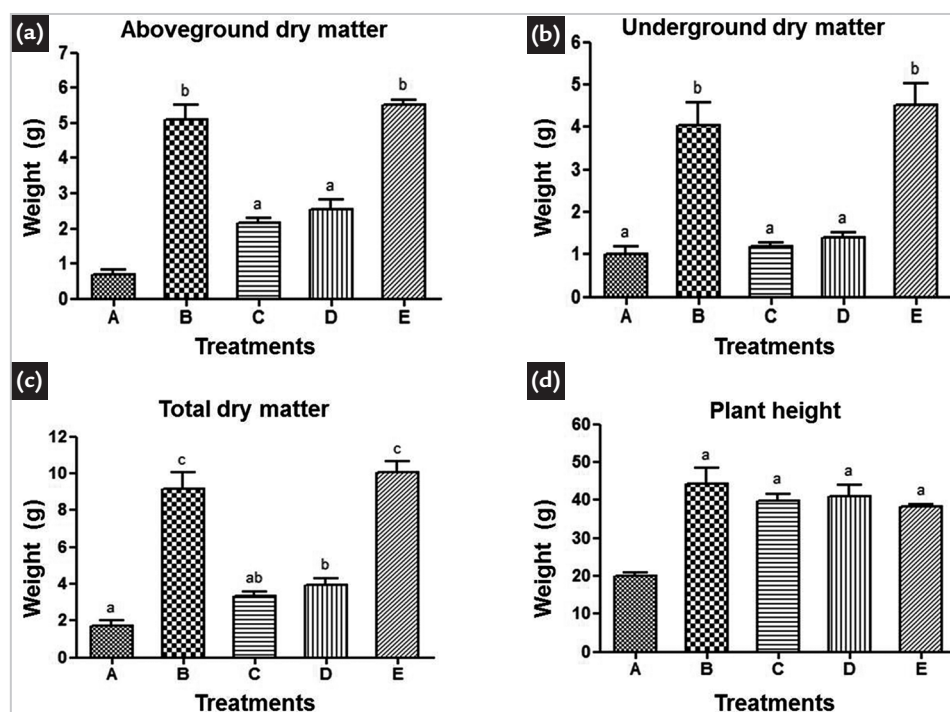 (a)
Aboveground dry matter
Weight (g)
7
6
5
4
3
2
1
0
b
a
a
b
A B C D E
Treatments
(b)
Underground dry matter
Weight (g)
6
5
4
3
2
1
0
a
b
a
a
b
A B C D E
Treatments
(c)
Total dry matter
Weight (g)
12
10
8
6
4
2
0
a
c
ab
b
c
A B C D E
Treatments
(d)
Plant height
Weight (g)
60
50
40
30
20
10
0
a
a
a
a
A B C D E
Treatments